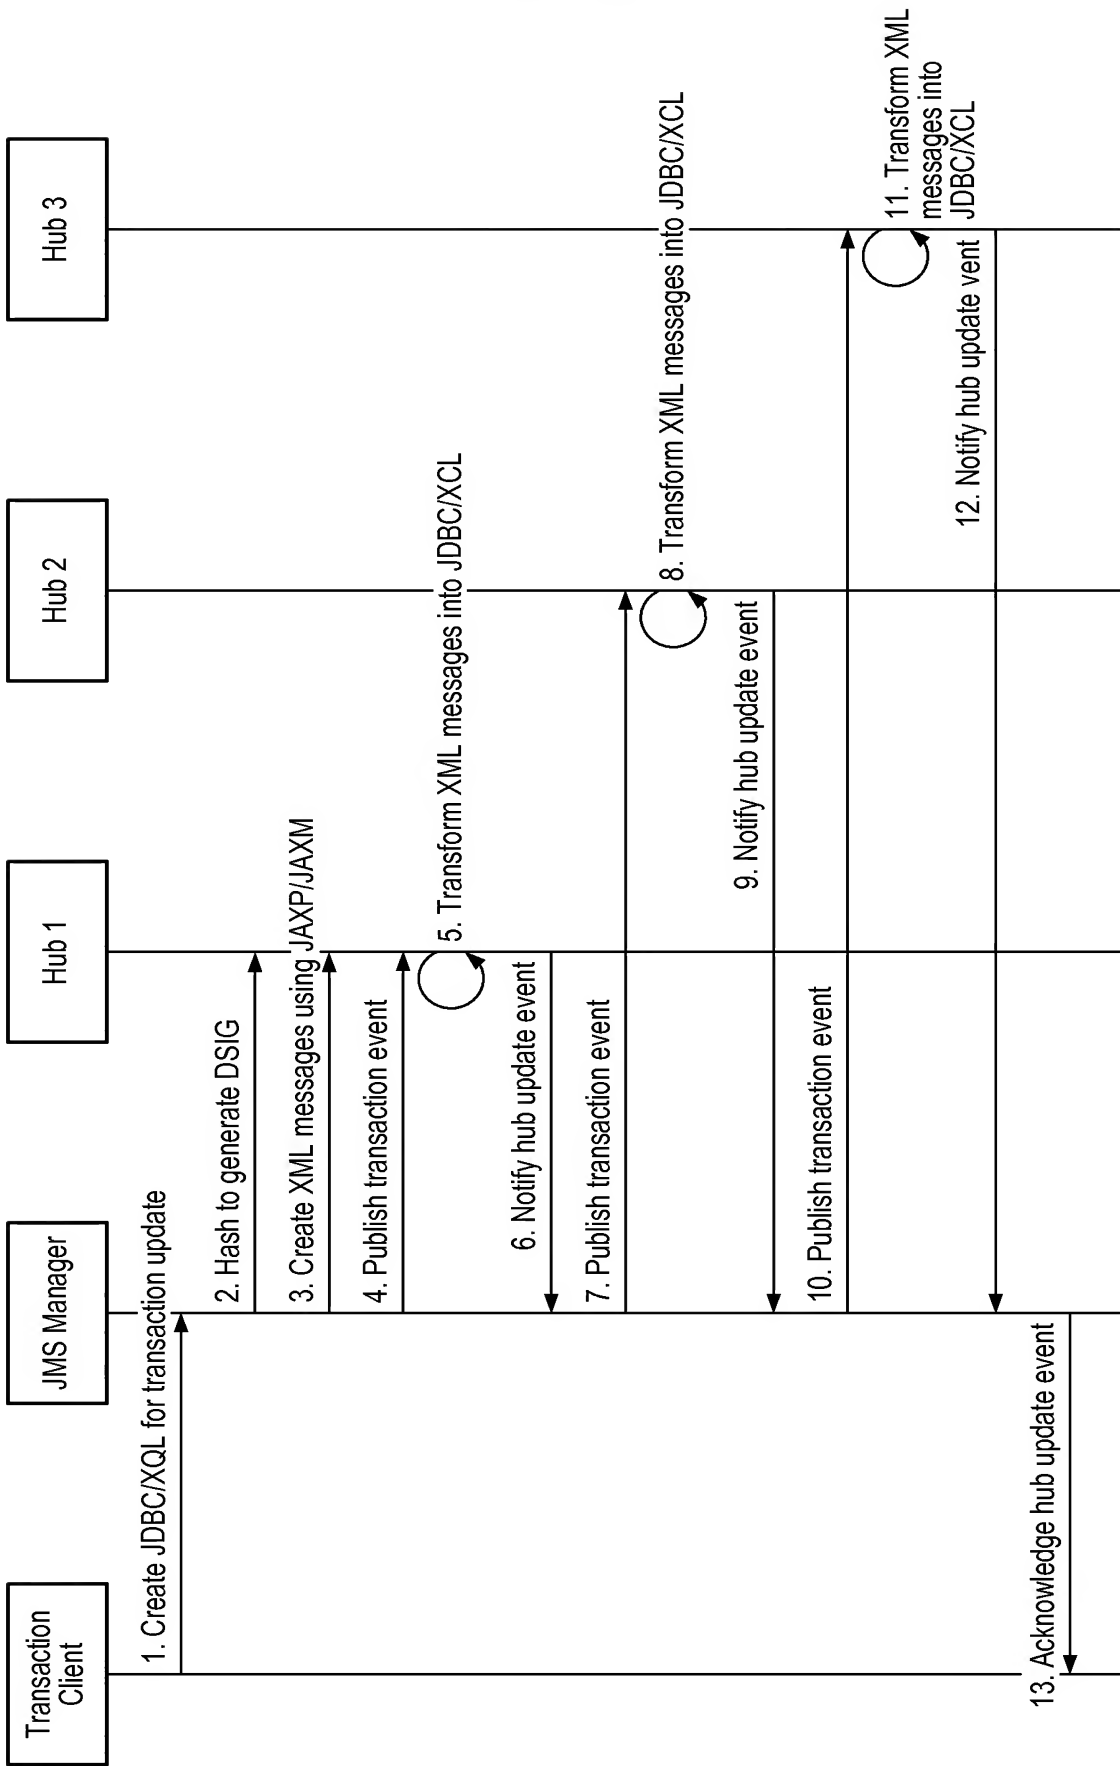 Transaction
Client
JMS Manager
Hub 1
Hub 2
Hub 3
1. Create JDBC/XQL for transaction update
2. Hash to generate DSIG
3. Create XML messages using JAXP/JAXM
4. Publish transaction event
5. Transform XML messages into JDBC/XCL
6. Notify hub update event
7. Publish transaction event
8. Transform XML messages into JDBC/XCL
9. Notify hub update event
10. Publish transaction event
11. Transform XML
messages into
JDBC/XCL
12. Notify hub update vent
13. Acknowledge hub update event